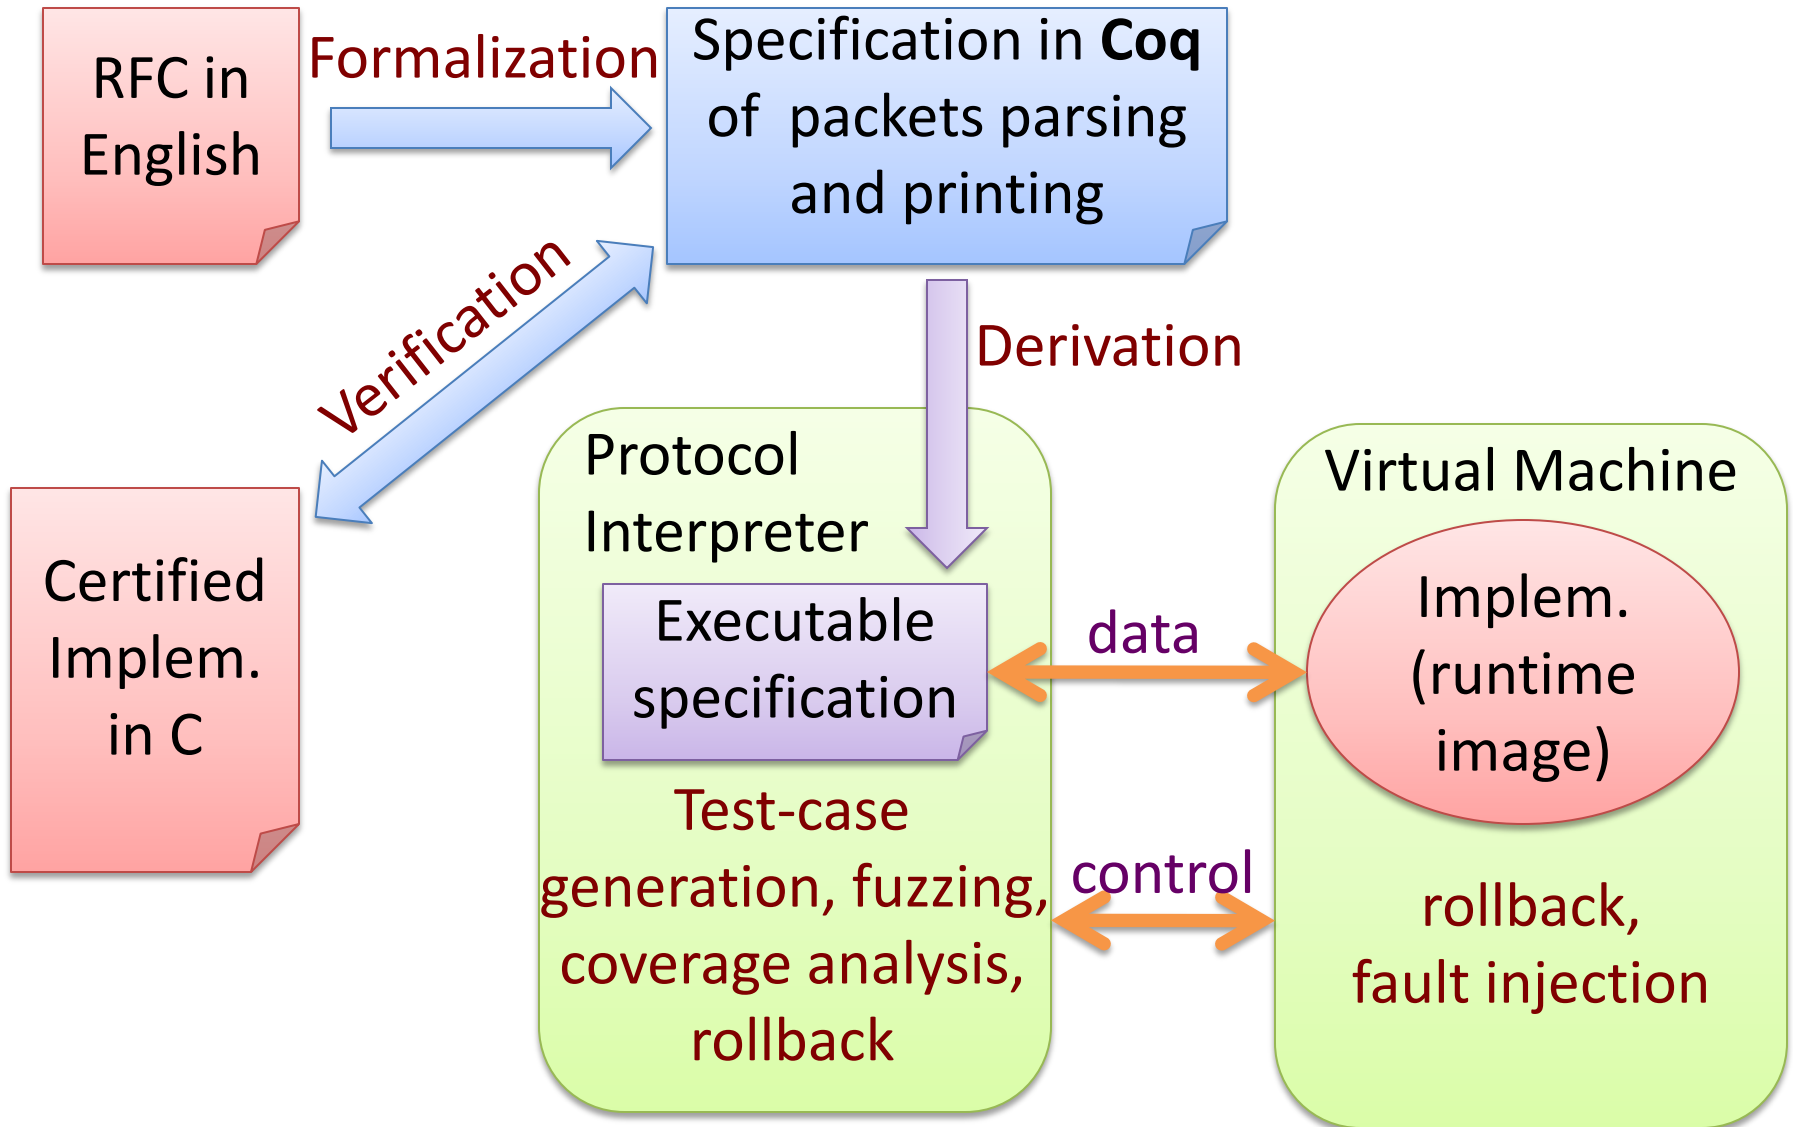 RFC in
English
Formalization
Specification in Coq
of packets parsing
and printing
Verification
Derivation
Certified
Implem.
in C
Protocol
Interpreter
Executable
specification
Test-case
generation, fuzzing,
coverage analysis,
rollback
data
control
Virtual Machine
Implem.
(runtime
image)
rollback,
fault injection